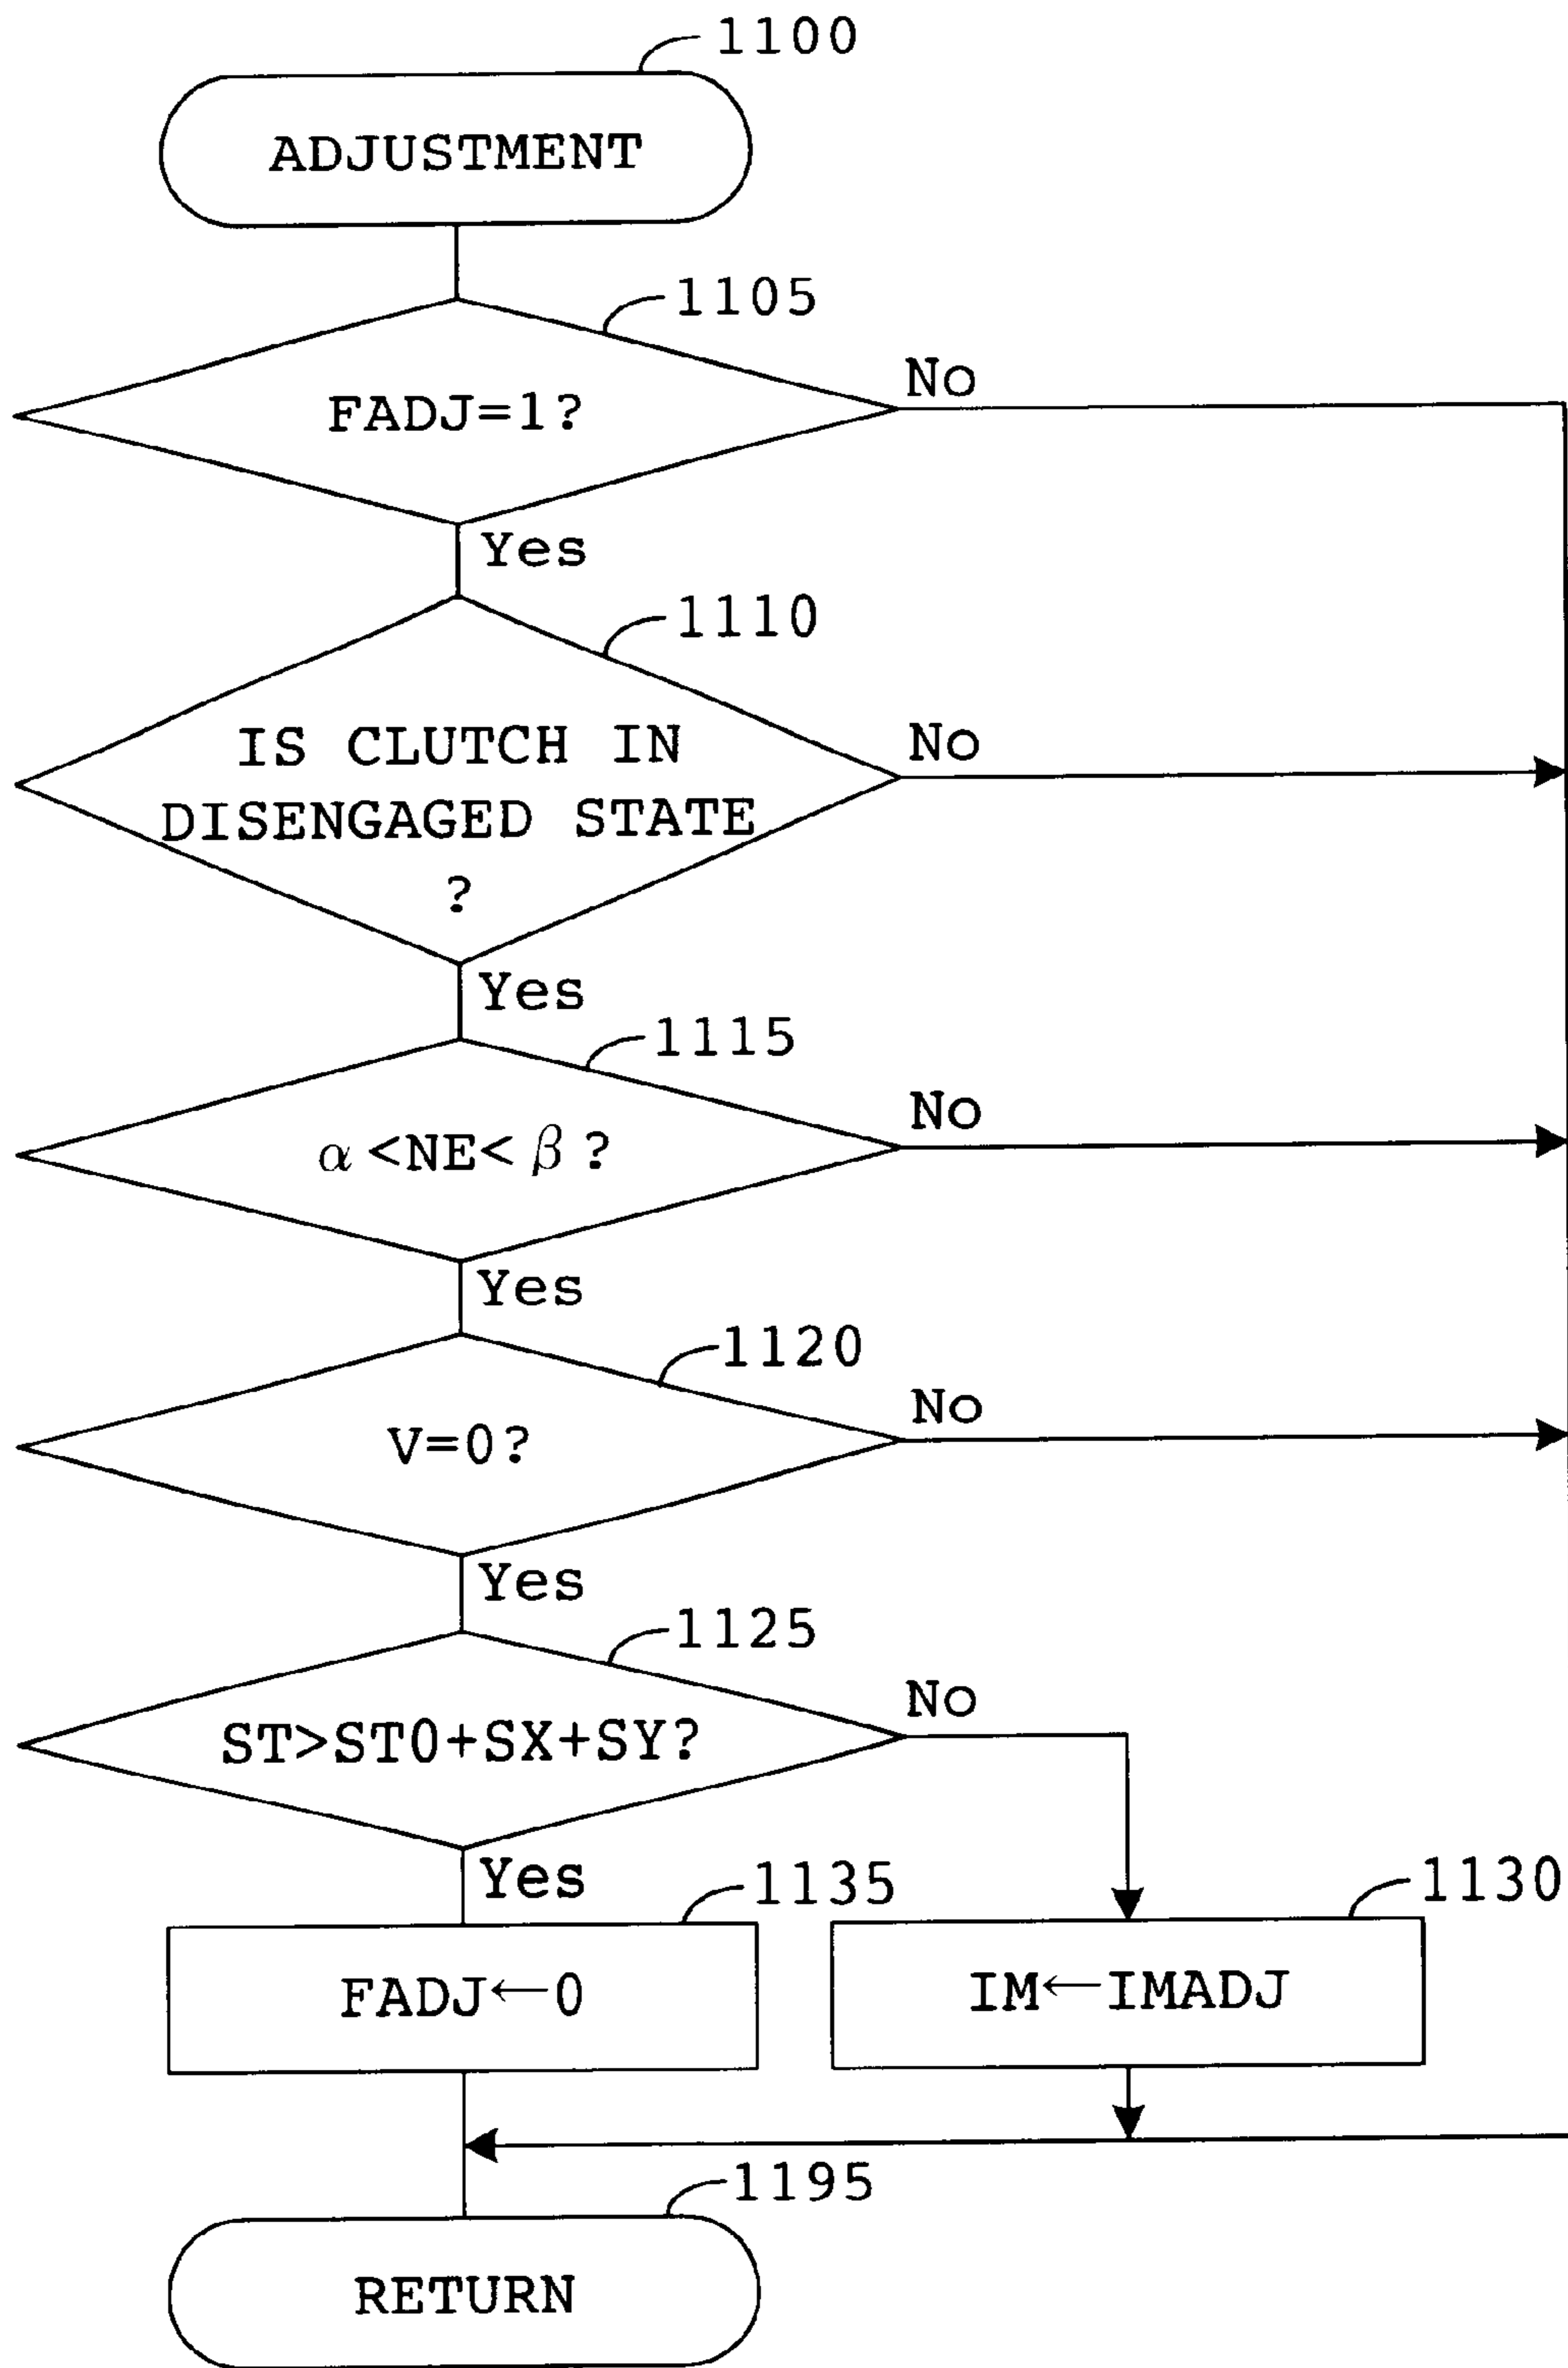 1100
ADJUSTMENT
1105
FADJ=1?
No
Yes
1110
IS CLUTCH IN
DISENGAGED STATE
?
No
Yes
1115
α<NE<β?
No
Yes
1120
V=0?
No
Yes
1125
ST>ST0+SX+SY?
No
Yes
1135
FADJ←0
1130
IM←IMADJ
1195
RETURN